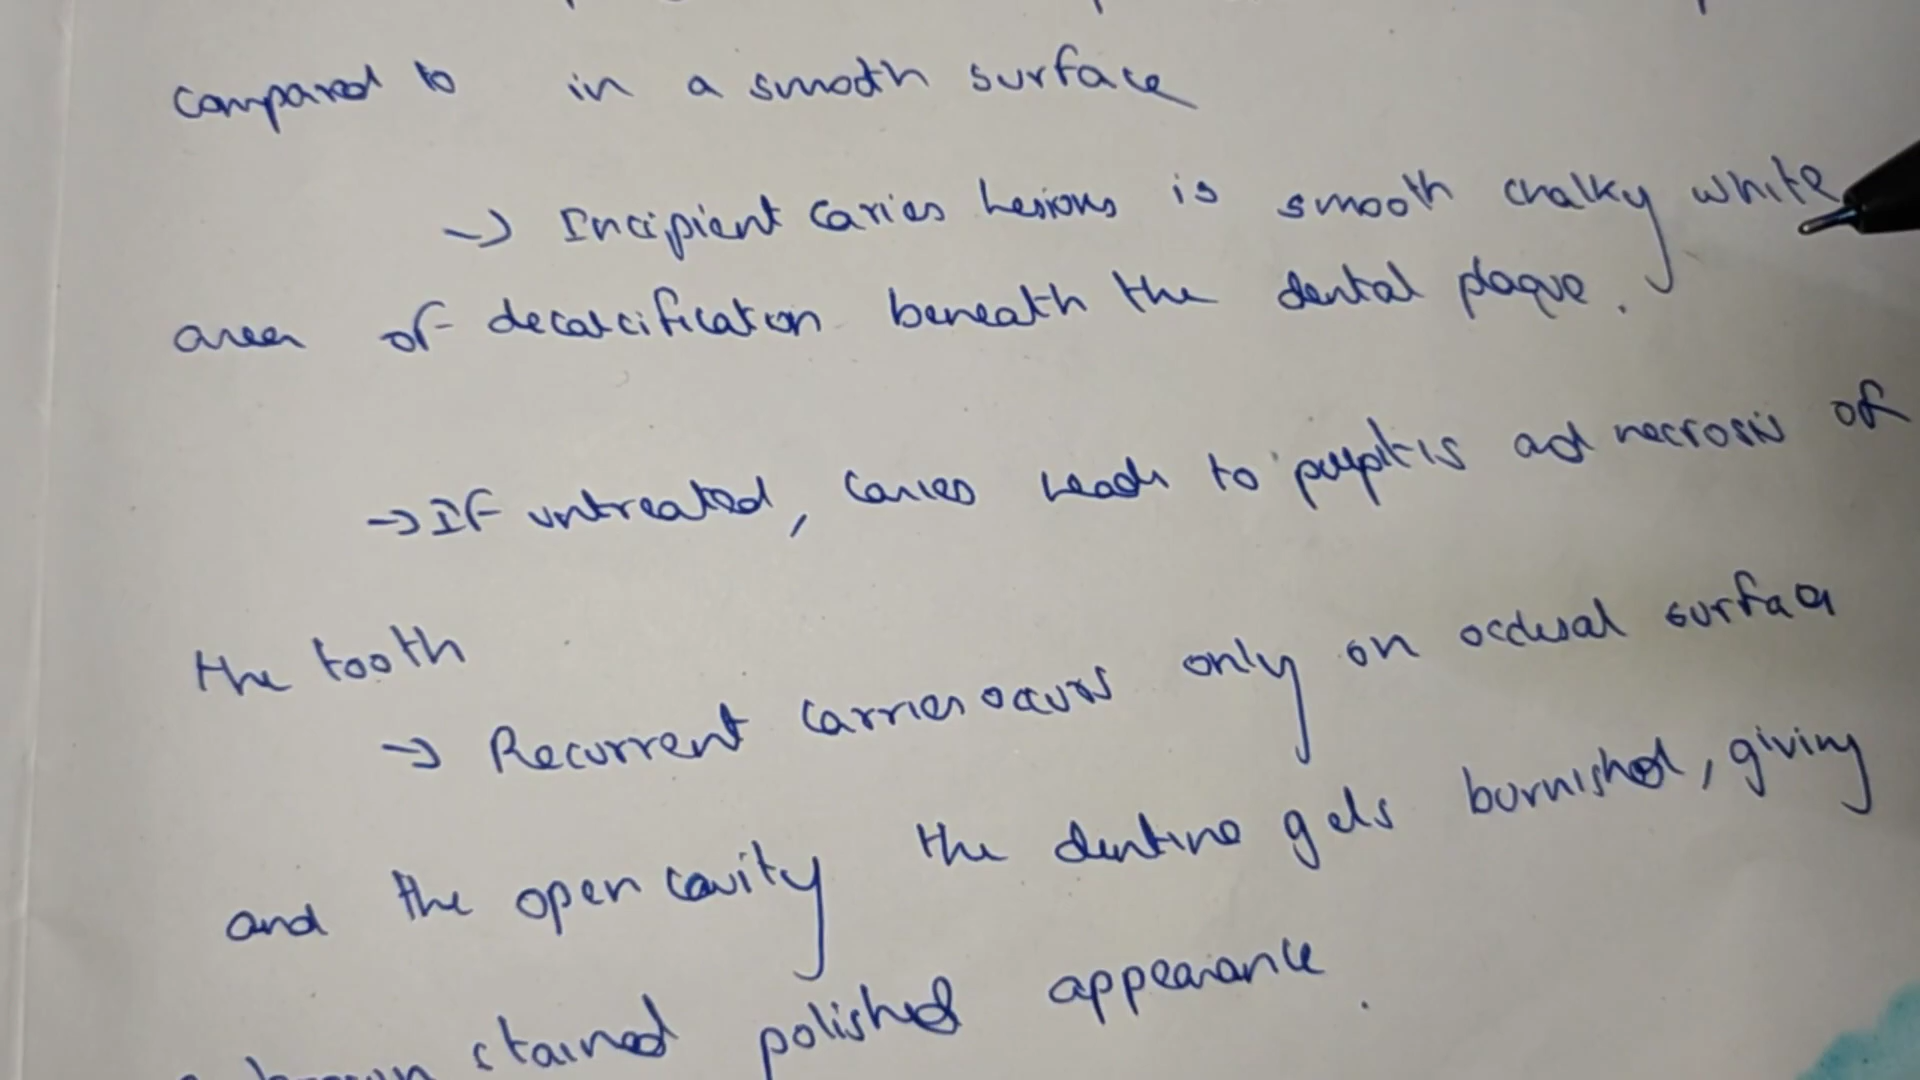 compared to in a smooth surface
→ Incipient caries lesions is smooth chalky white
area of decalcification beneath the dental plaque.
→ If untreated, caries leads to pulpitis and necrosis of
the tooth
→ Recurrent carries occurs only on occlusal surface
and the open cavity the dentine gets burnished, giving
a brown stained polished appearance.